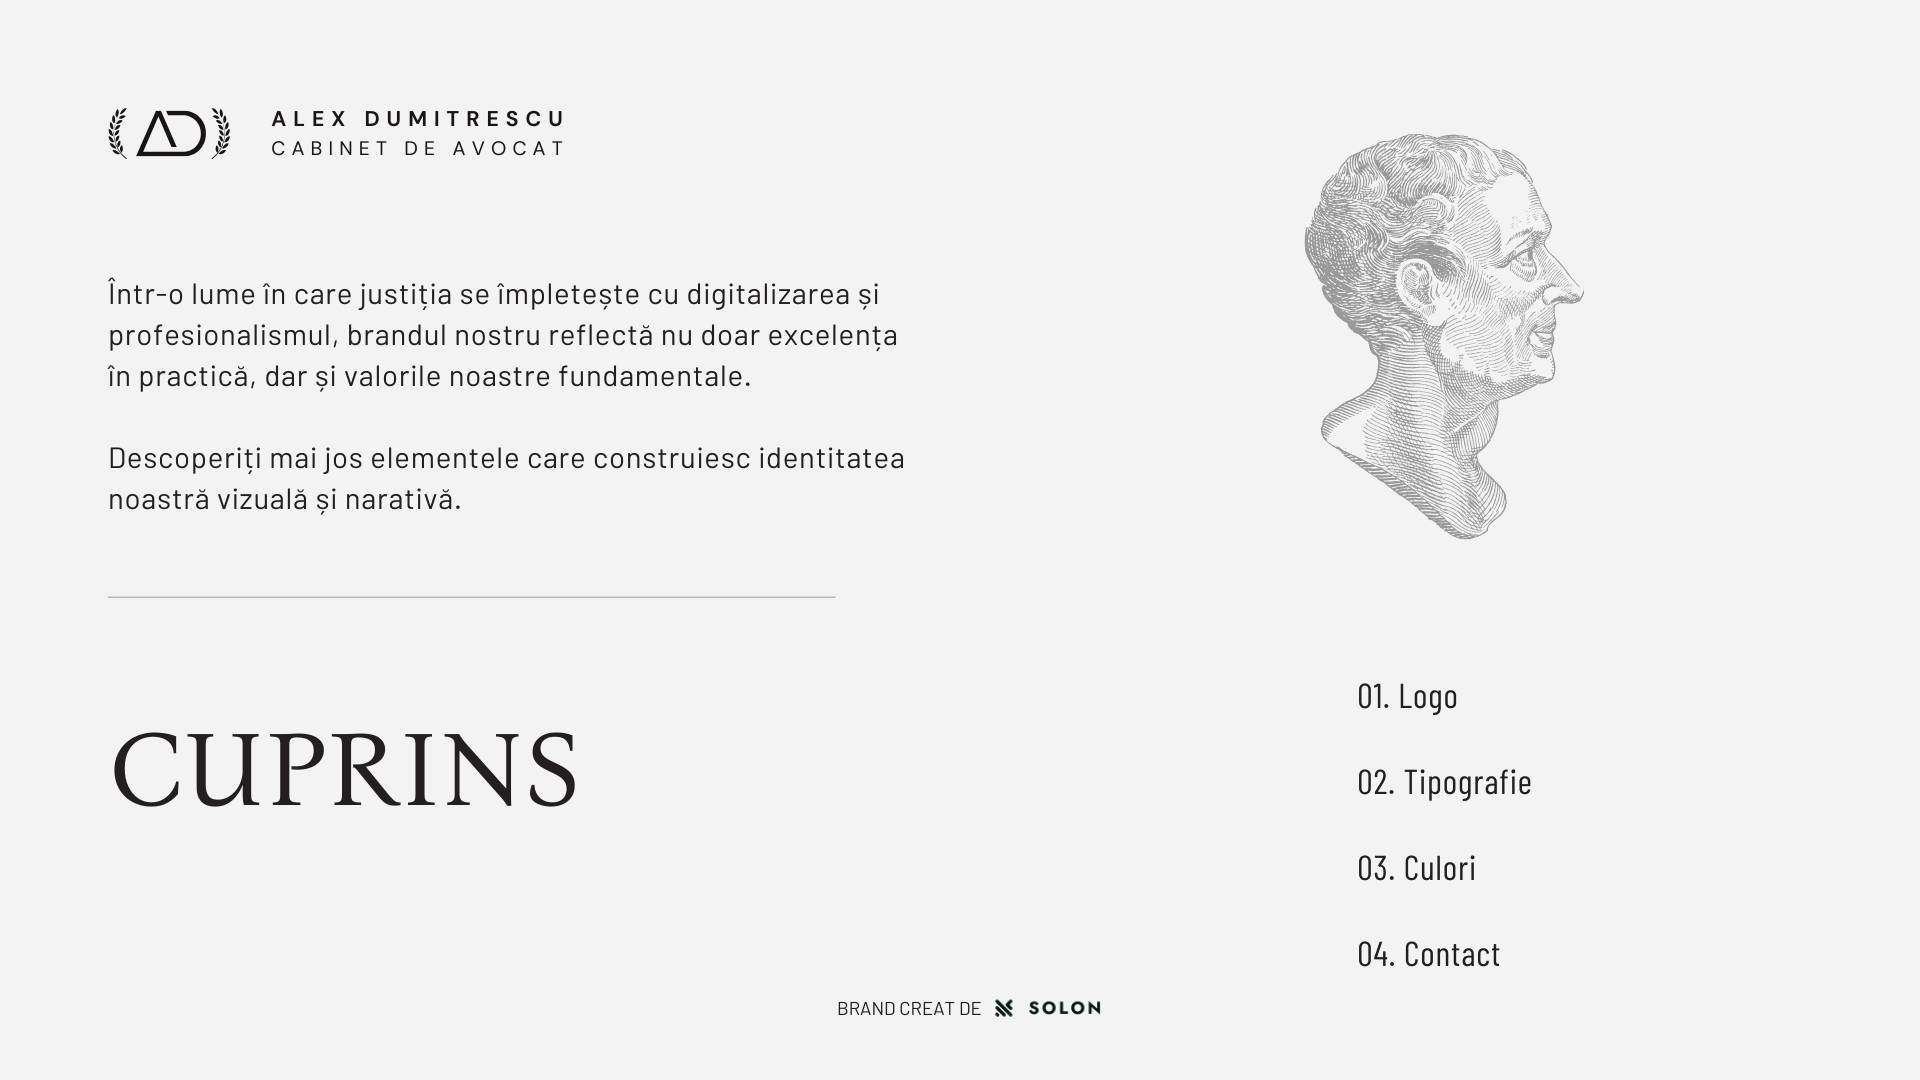 AD
ALEX DUMITRESCU
CABINET DE AVOCAT
Într-o lume în care justiția se împletește cu digitalizarea și
profesionalismul, brandul nostru reflectă nu doar excelența
în practică, dar și valorile noastre fundamentale.
Descoperiți mai jos elementele care construiesc identitatea
noastră vizuală și narativă.
CUPRINS
01. Logo
02. Tipografie
03. Culori
04. Contact
BRAND CREAT DE SOLON